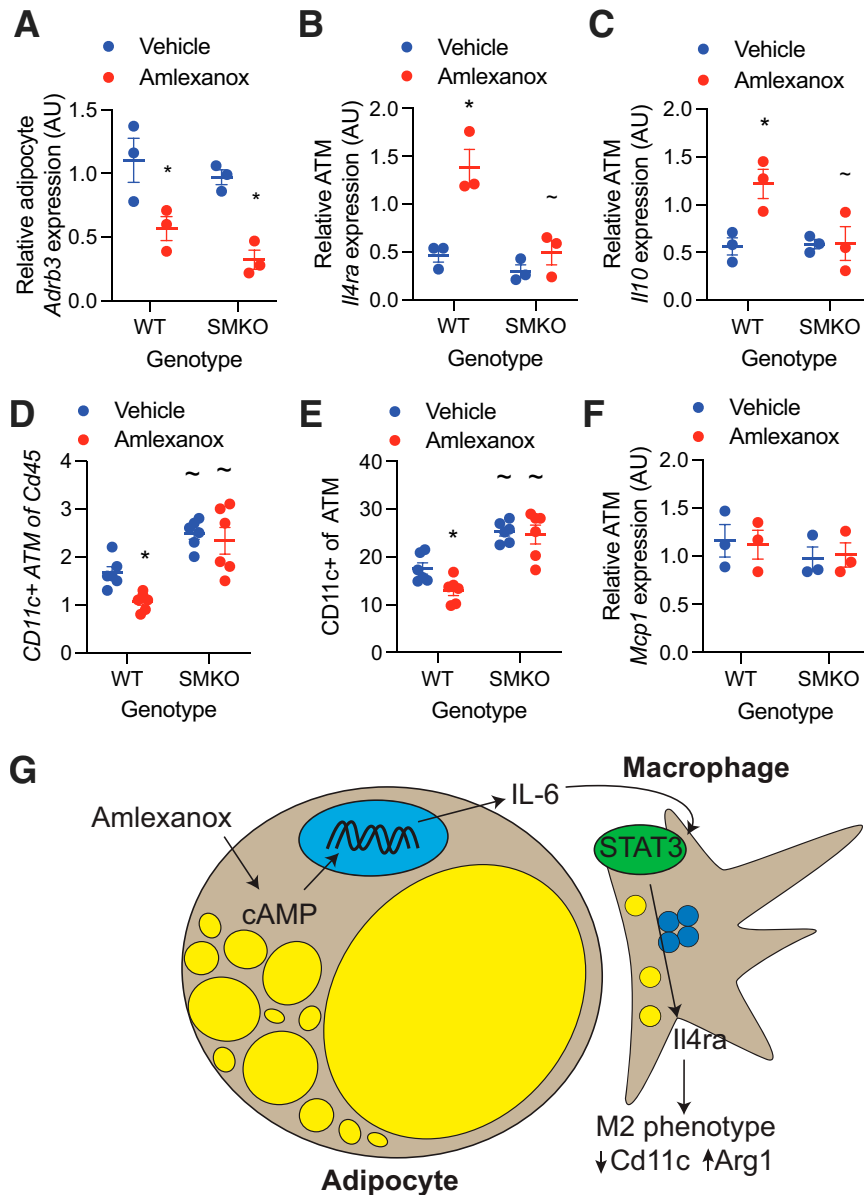 A
Vehicle
Amlexanox
Relative adipocyte
Adrb3 expression (AU)
1.5
1.0
0.5
0.0
*
*
WT
SMKO
Genotype
B
Vehicle
Amlexanox
Relative ATM
Il4ra expression (AU)
2.0
1.5
1.0
0.5
0.0
*
~
WT
SMKO
Genotype
C
Vehicle
Amlexanox
Relative ATM
Il10 expression (AU)
2.0
1.5
1.0
0.5
0.0
*
~
WT
SMKO
Genotype
D
Vehicle
Amlexanox
CD11c+ ATM of Cd45
4
3
2
1
0
*
~ ~
WT
SMKO
Genotype
E
Vehicle
Amlexanox
CD11c+ of ATM
40
30
20
10
0
*
~ ~
WT
SMKO
Genotype
F
Vehicle
Amlexanox
Relative ATM
Mcp1 expression (AU)
2.0
1.5
1.0
0.5
0.0
WT
SMKO
Genotype
G
Amlexanox
cAMP
IL-6
Macrophage
STAT3
Il4ra
M2 phenotype
↓Cd11c ↑Arg1
Adipocyte